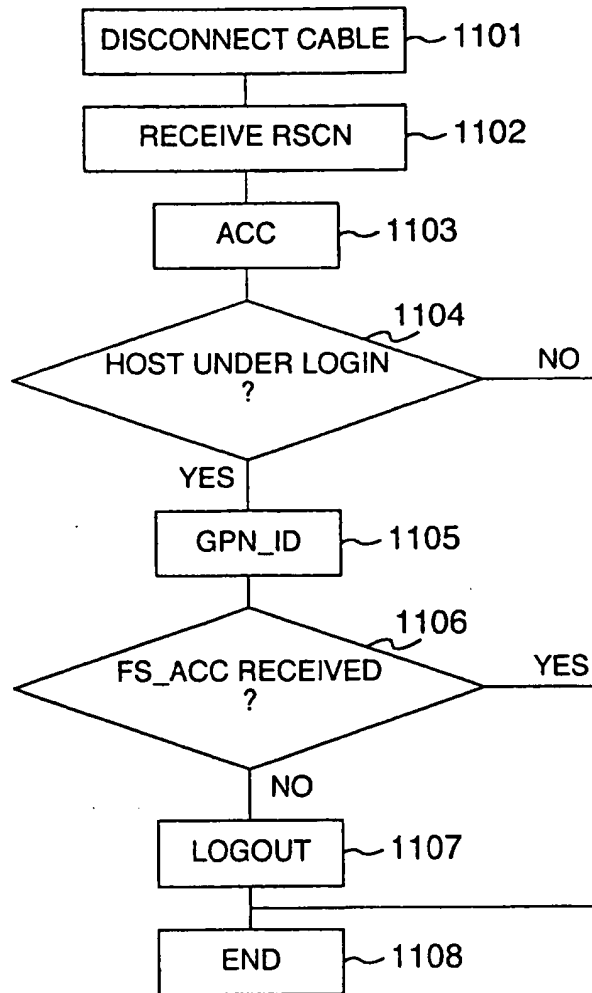 DISCONNECT CABLE 1101
RECEIVE RSCN 1102
ACC 1103
1104
HOST UNDER LOGIN
?
NO
YES
GPN_ID 1105
1106
FS_ACC RECEIVED
?
YES
NO
LOGOUT 1107
END 1108